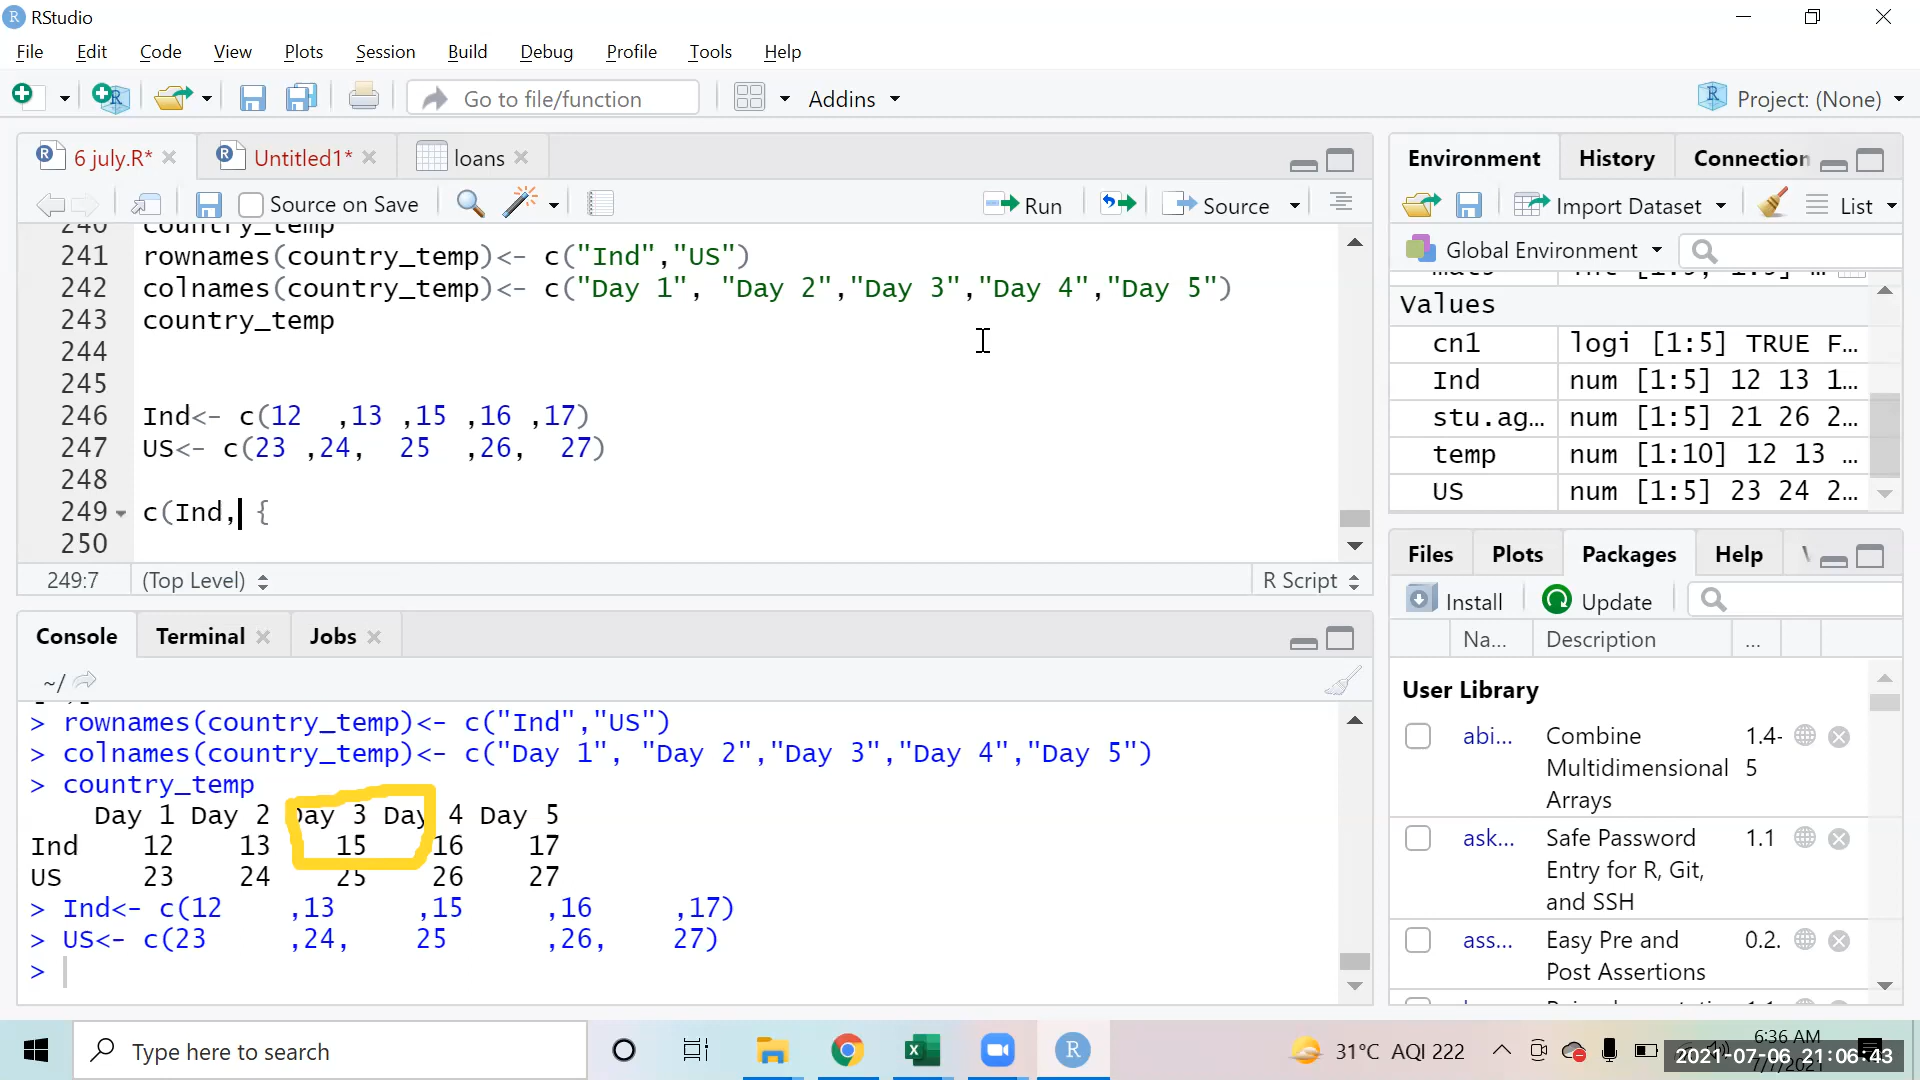 RStudio
File Edit Code View Plots Session Build Debug Profile Tools Help
Go to file/function Addins Project: (None)
6 july.R* Untitled1* loans
Source on Save Run Source
country_temp
241 rownames(country_temp)<- c("Ind","US")
242 colnames(country_temp)<- c("Day 1", "Day 2","Day 3","Day 4","Day 5")
243 country_temp
244
245
246 Ind<- c(12 ,13 ,15 ,16 ,17)
247 US<- c(23 ,24, 25 ,26, 27)
248
249 c(Ind, {
250
249:7 (Top Level) R Script
Console Terminal Jobs
~/
> rownames(country_temp)<- c("Ind","US")
> colnames(country_temp)<- c("Day 1", "Day 2","Day 3","Day 4","Day 5")
> country_temp
Day 1 Day 2 Day 3 Day 4 Day 5
Ind 12 13 15 16 17
US 23 24 25 26 27
> Ind<- c(12 ,13 ,15 ,16 ,17)
> US<- c(23 ,24, 25 ,26, 27)
>
Environment History Connection
Import Dataset List
Global Environment
Values
cn1 logi [1:5] TRUE F...
Ind num [1:5] 12 13 1...
stu.ag... num [1:5] 21 26 2...
temp num [1:10] 12 13 ...
US num [1:5] 23 24 2...
Files Plots Packages Help
Install Update
Na... Description ...
User Library
abi... Combine Multidimensional Arrays 1.4-5
ask... Safe Password Entry for R, Git, and SSH 1.1
ass... Easy Pre and Post Assertions 0.2.
Type here to search
31°C AQI 222
6:36 AM
2021-07-06 21:06:43